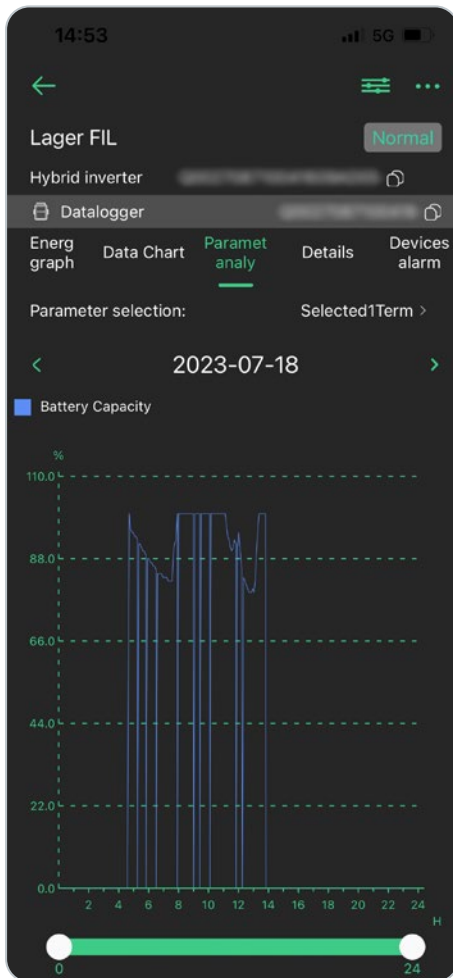 14:53 5G
Lager FIL Normal
Hybrid inverter
Datalogger
Energ graph Data Chart Paramet analy Details Devices alarm
Parameter selection: Selected1Term >
< 2023-07-18 >
Battery Capacity
%
110.0
88.0
66.0
44.0
22.0
0.0
2 4 6 8 10 12 14 16 18 20 22 24
H
0 24